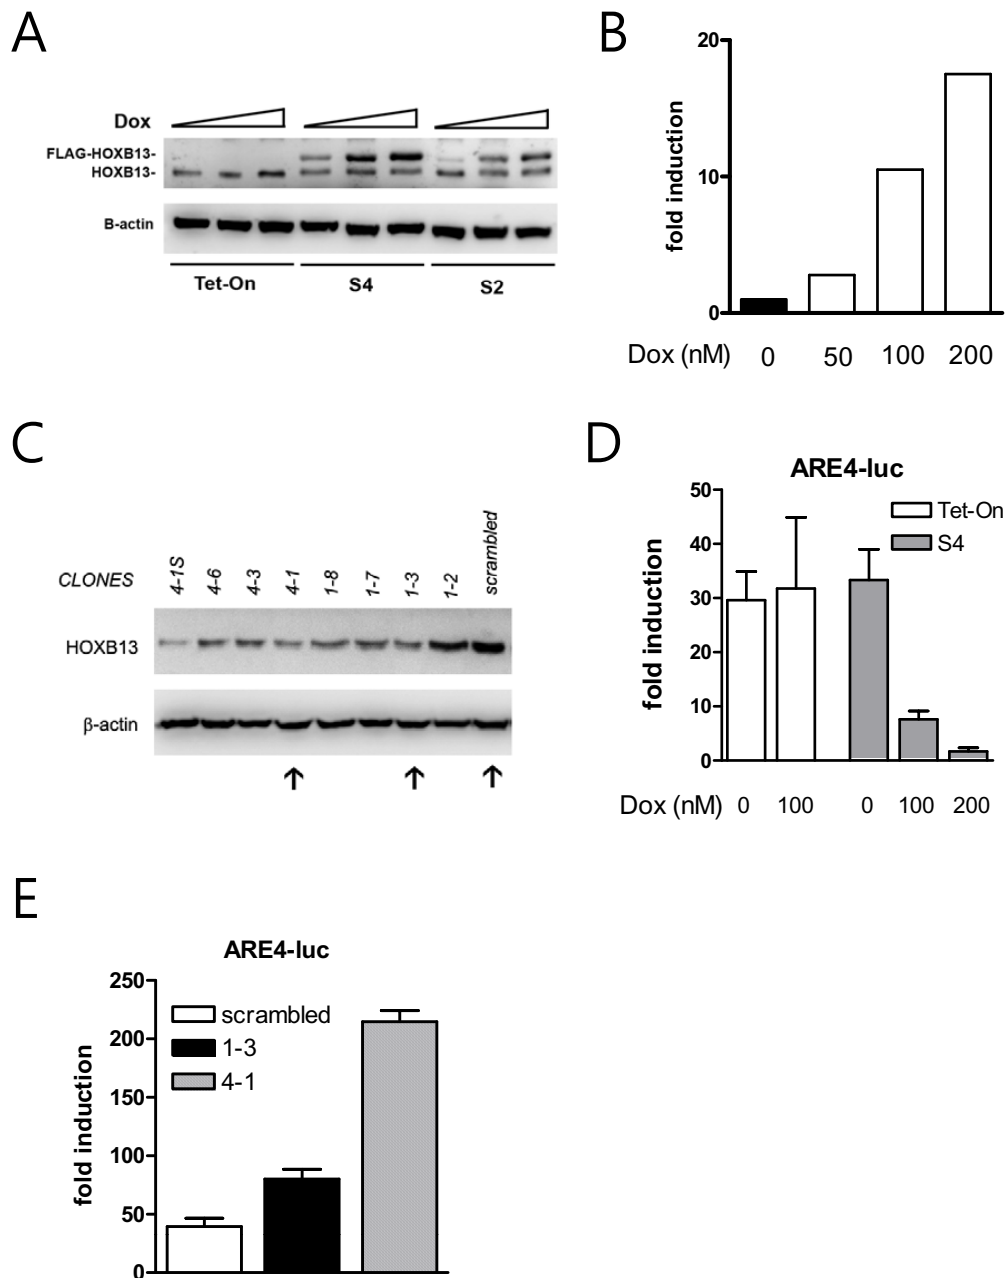 A
Dox
FLAG-HOXB13-
HOXB13-
B-actin
Tet-On S4 S2
B
20
10
0
fold induction
Dox (nM) 0 50 100 200
C
CLONES 4-1S 4-6 4-3 4-1 1-8 1-7 1-3 1-2 scrambled
HOXB13
β-actin
D
ARE4-luc
50
40
30
20
10
0
fold induction
Tet-On
S4
Dox (nM) 0 100 0 100 200
E
ARE4-luc
250
200
150
100
50
0
fold induction
scrambled
1-3
4-1